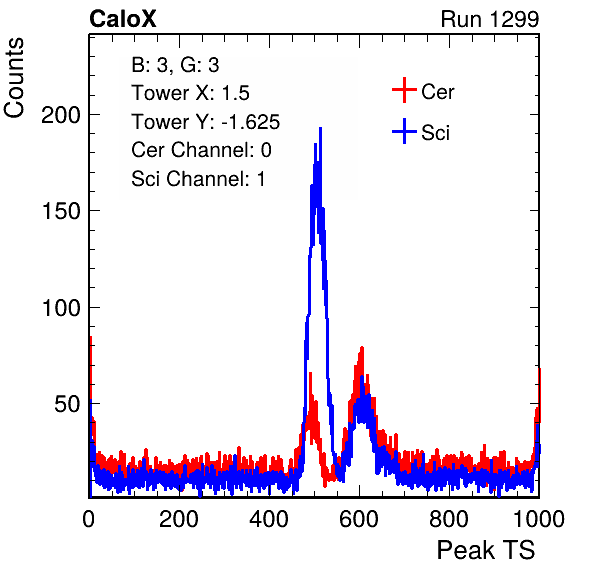 CaloX Run 1299
Counts
B: 3, G: 3
Tower X: 1.5
Tower Y: -1.625
Cer Channel: 0
Sci Channel: 1
Cer
Sci
200
150
100
50
0 200 400 600 800 1000
Peak TS